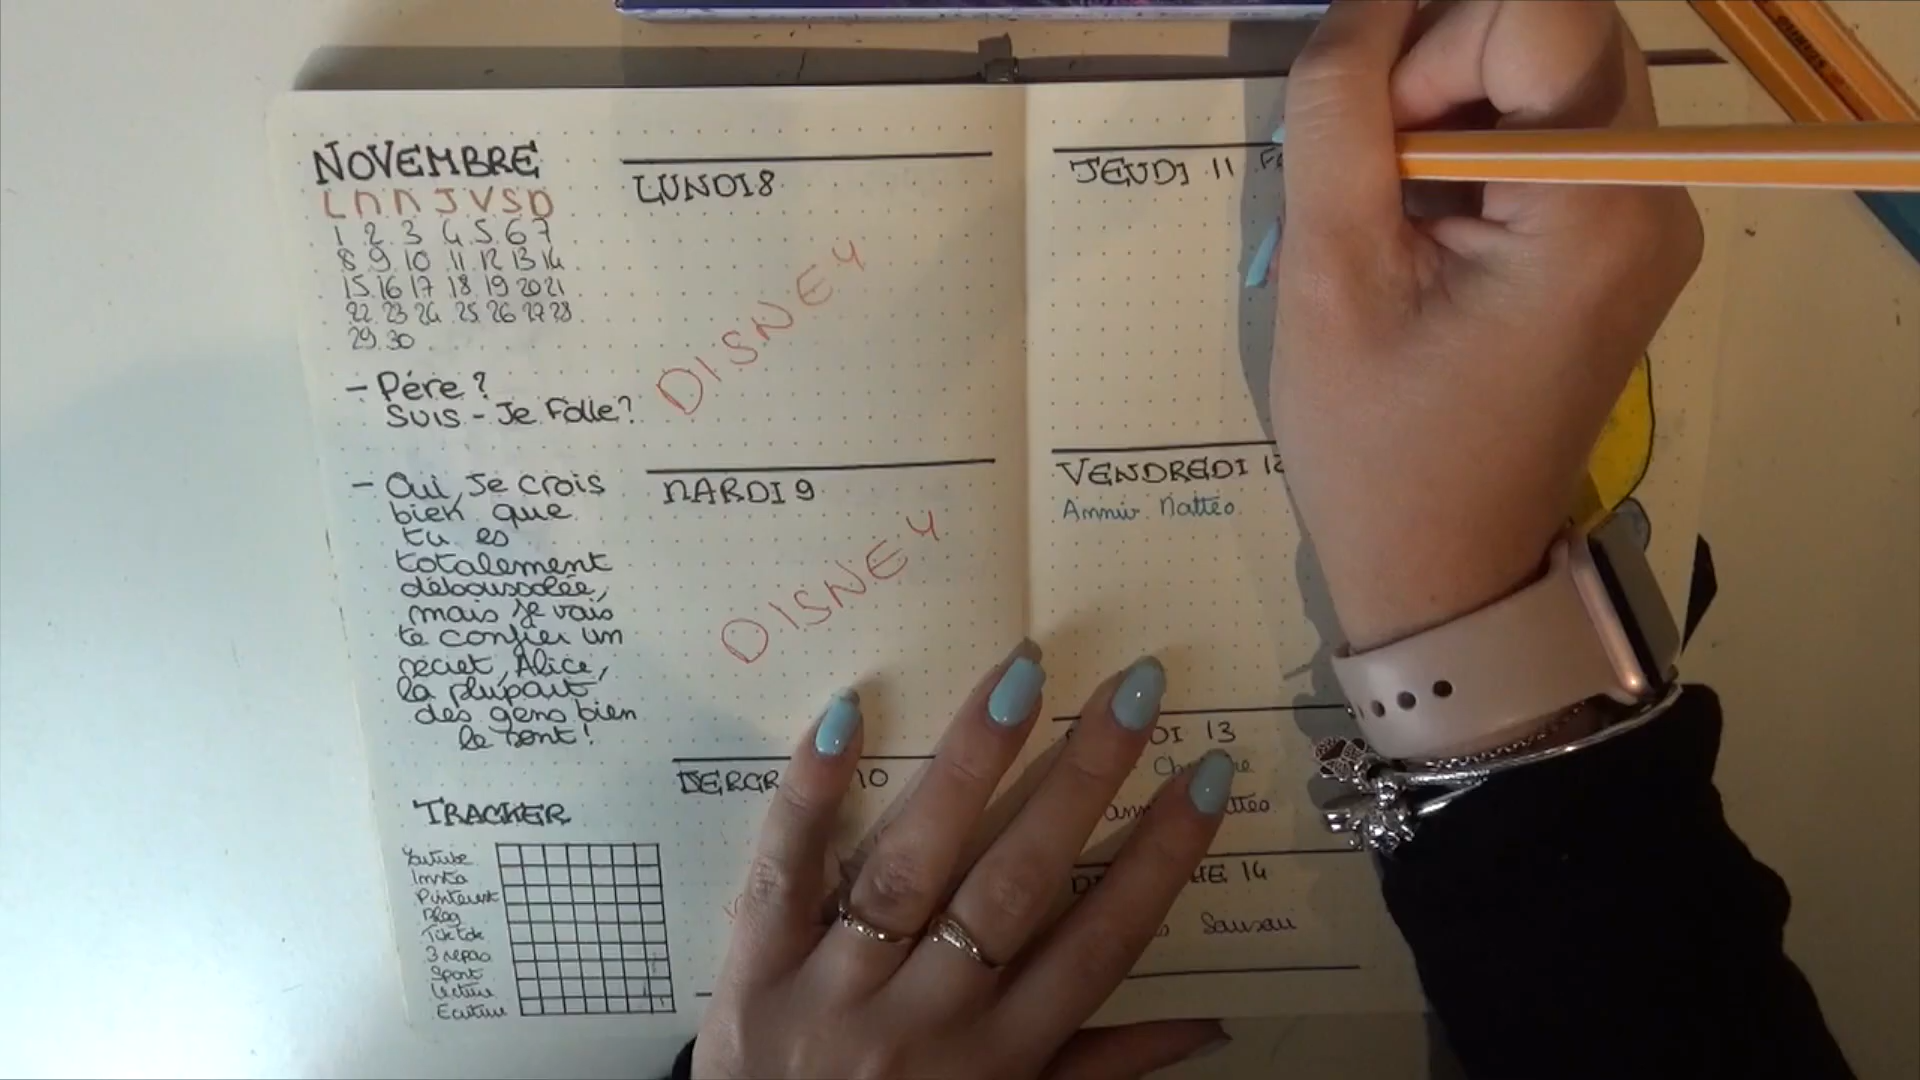 NOVEMBRE
L M M J V S D
1 2 3 4 5 6 7
8 9 10 11 12 13 14
15 16 17 18 19 20 21
22 23 24 25 26 27 28
29 30
- Père ?
Suis - Je Folle ?
- Oui, Je crois
bien que
tu es
totalement
déboussolée,
mais je vais
te confier un
secret, Alice,
la plupart
des gens bien
le sont !
TRACKER
Youtube
Insta
Pinterest
Blog
Tiktok
3 repas
Sport
Lecture
Ecriture
LUNDI 8
DISNEY
MARDI 9
DISNEY
10
JEUDI 11
VENDREDI 12
Anniv. Mattéo
13
14